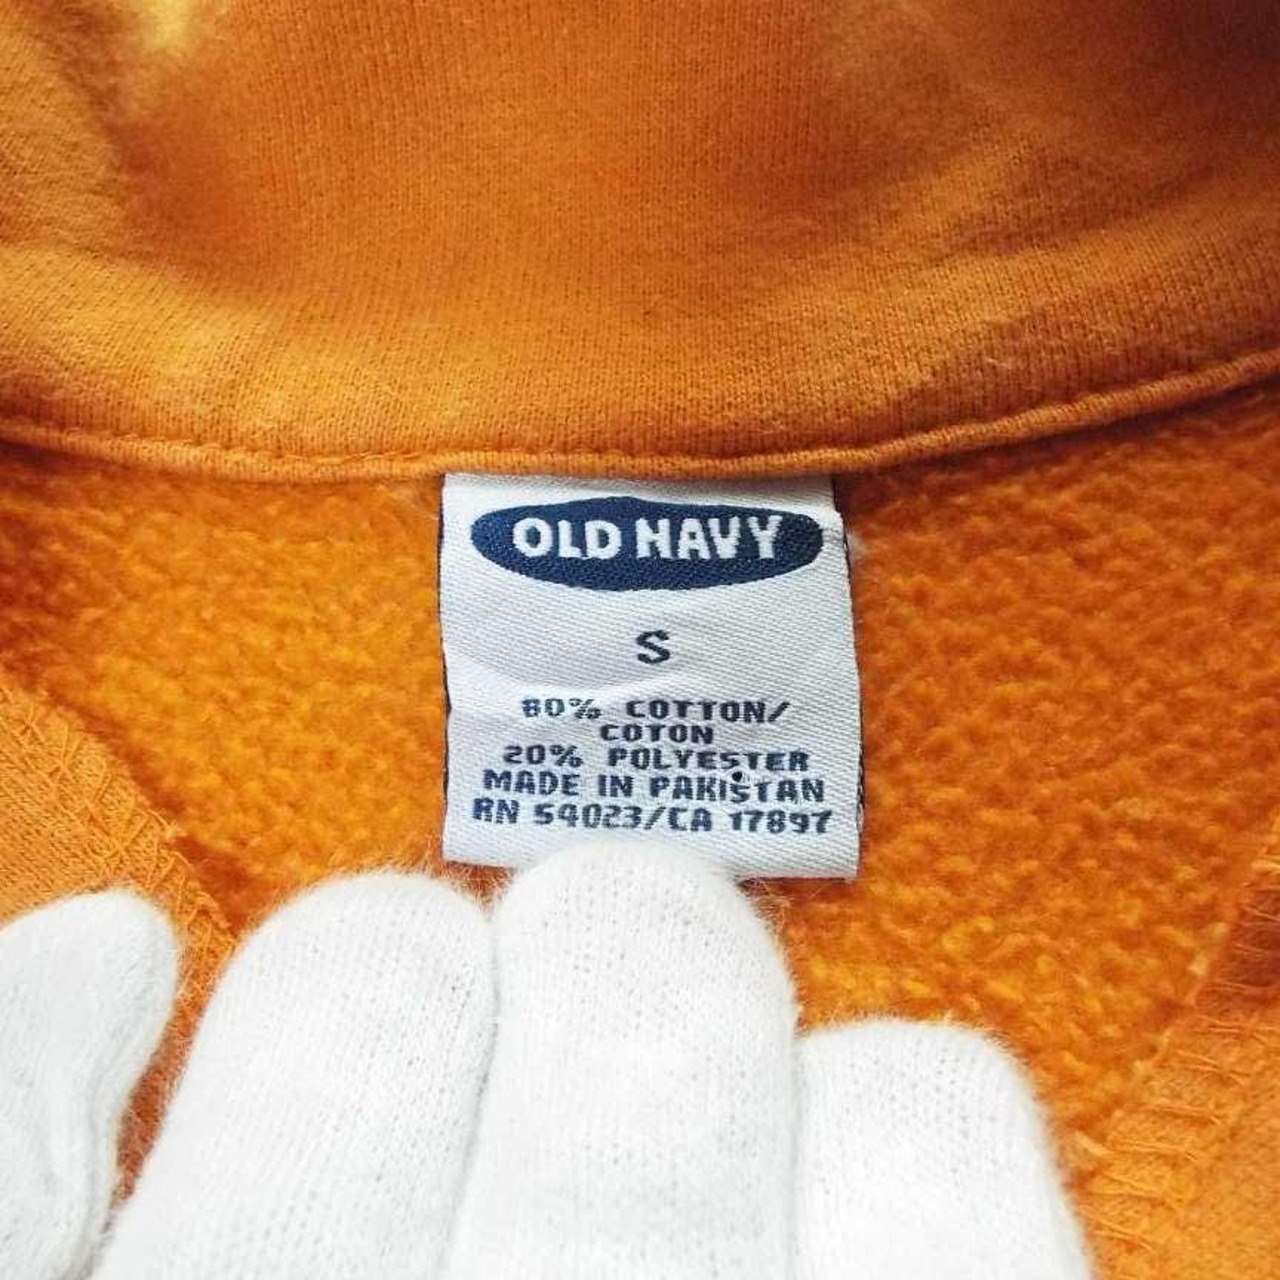 OLD NAVY
S
80% COTTON/
COTON
20% POLYESTER
MADE IN PAKISTAN
RN 54023/CA 17897